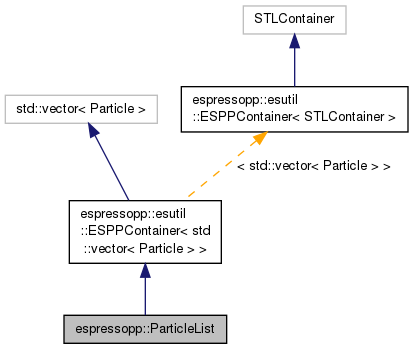 STLContainer
espressopp::esutil
::ESPPContainer< STLContainer >
std::vector< Particle >
< std::vector< Particle > >
espressopp::esutil
::ESPPContainer< std
::vector< Particle > >
espressopp::ParticleList